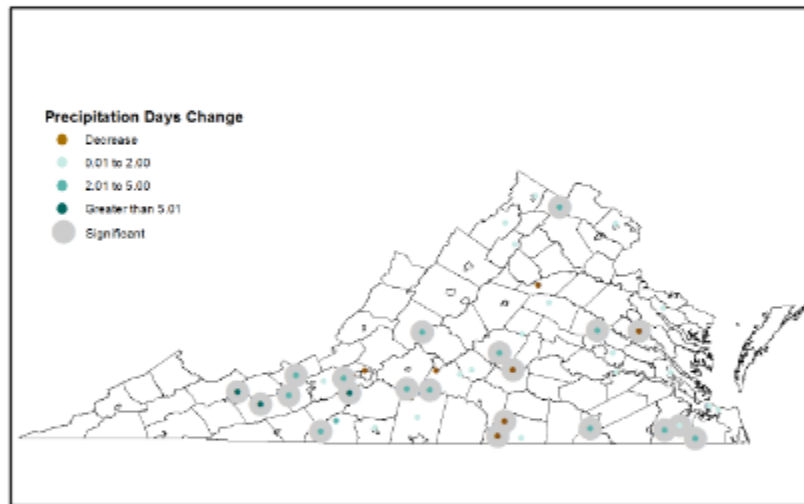 Precipitation Days Change
Decrease
0.01 to 2.00
2.01 to 5.00
Greater than 5.01
Significant